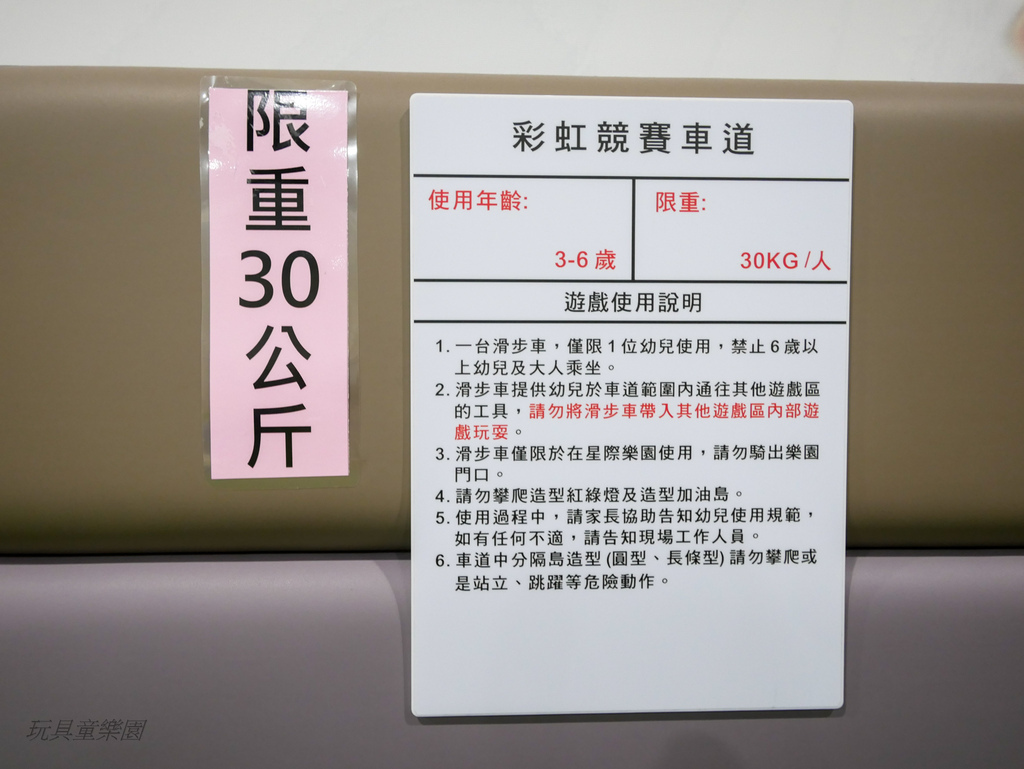 限
重
30
公
斤
彩虹競賽車道
使用年齡:
3-6 歲
限重:
30KG /人
遊戲使用說明
1. 一台滑步車，僅限1位幼兒使用，禁止6歲以
上幼兒及大人乘坐。
2. 滑步車提供幼兒於車道範圍內通往其他遊戲區
的工具，請勿將滑步車帶入其他遊戲區內部遊
戲玩耍。
3. 滑步車僅限於在星際樂園使用，請勿騎出樂園
門口。
4. 請勿攀爬造型紅綠燈及造型加油島。
5. 使用過程中，請家長協助告知幼兒使用規範，
如有任何不適，請告知現場工作人員。
6. 車道中分隔島造型(圓型、長條型)請勿攀爬或
是站立、跳躍等危險動作。
玩具童樂園